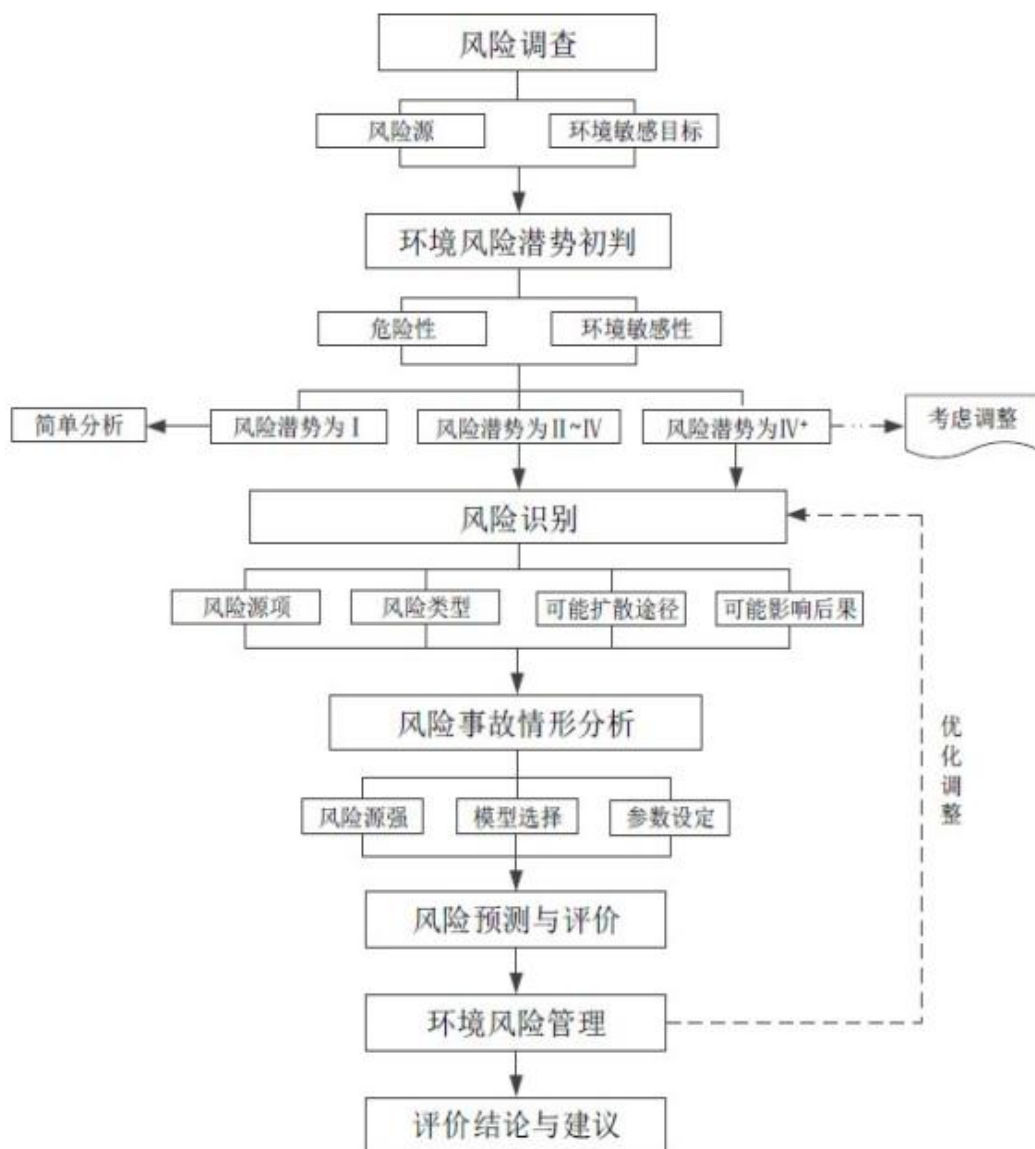 风险调查
风险源
环境敏感目标
环境风险潜势初判
危险性
环境敏感性
简单分析
风险潜势为Ⅰ
风险潜势为Ⅱ~Ⅳ
风险潜势为Ⅳ⁺
考虑调整
风险识别
风险源项
风险类型
可能扩散途径
可能影响后果
风险事故情形分析
优化调整
风险源强
模型选择
参数设定
风险预测与评价
环境风险管理
评价结论与建议